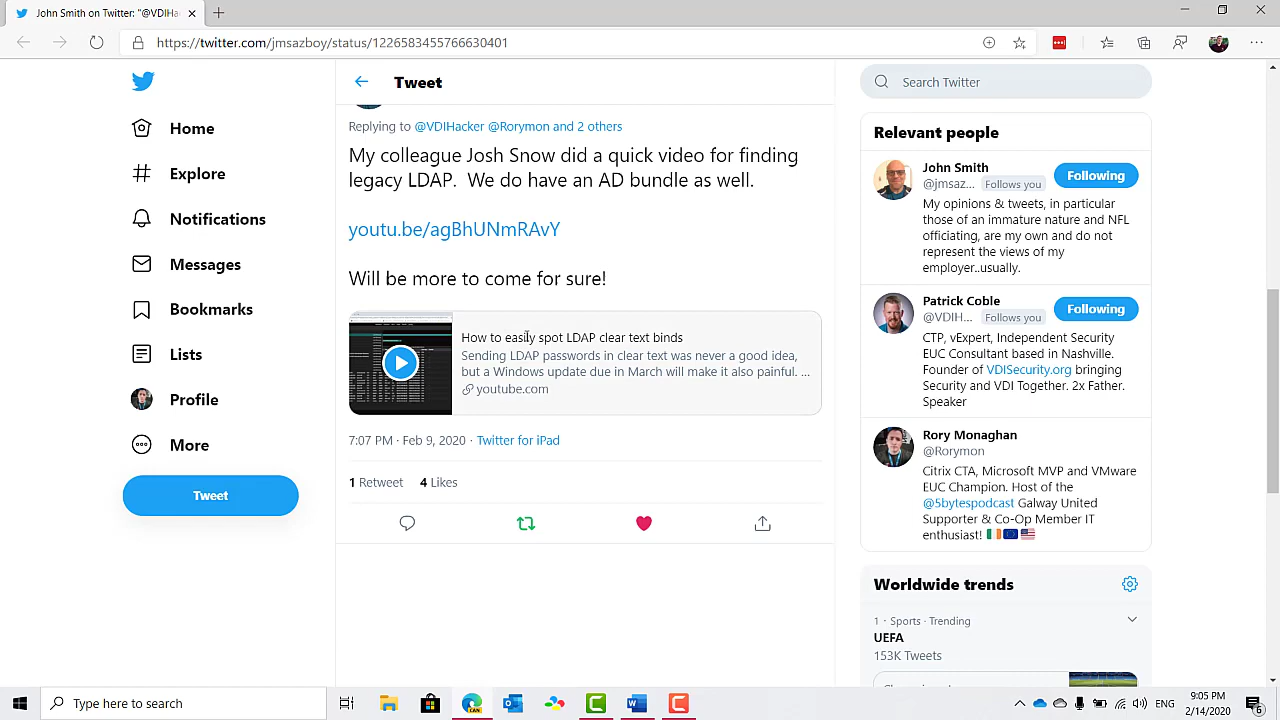 John Smith on Twitter: "@VDIHa
https://twitter.com/jmsazboy/status/1226583455766630401
Home
Explore
Notifications
Messages
Bookmarks
Lists
Profile
More
Tweet
Tweet
Replying to @VDIHacker @Rorymon and 2 others
My colleague Josh Snow did a quick video for finding
legacy LDAP. We do have an AD bundle as well.
youtu.be/agBhUNmRAvY
Will be more to come for sure!
How to easily spot LDAP clear text binds
Sending LDAP passwords in clear text was never a good idea,
but a Windows update due in March will make it also painful.
youtube.com
7:07 PM · Feb 9, 2020 · Twitter for iPad
1 Retweet 4 Likes
Search Twitter
Relevant people
John Smith
@jmsaz... Follows you
Following
My opinions & tweets, in particular
those of an immature nature and NFL
officiating, are my own and do not
represent the views of my
employer..usually.
Patrick Coble
@VDIH... Follows you
Following
CTP, vExpert, Independent Security,
EUC Consultant based in Nashville.
Founder of VDISecurity.org bringing
Security and VDI Together. 2x Father,
Speaker
Rory Monaghan
@Rorymon
Citrix CTA, Microsoft MVP and VMware
EUC Champion. Host of the
@5bytespodcast Galway United
Supporter & Co-Op Member IT
enthusiast!
Worldwide trends
1 · Sports · Trending
UEFA
153K Tweets
Type here to search
ENG
9:05 PM
2/14/2020
6